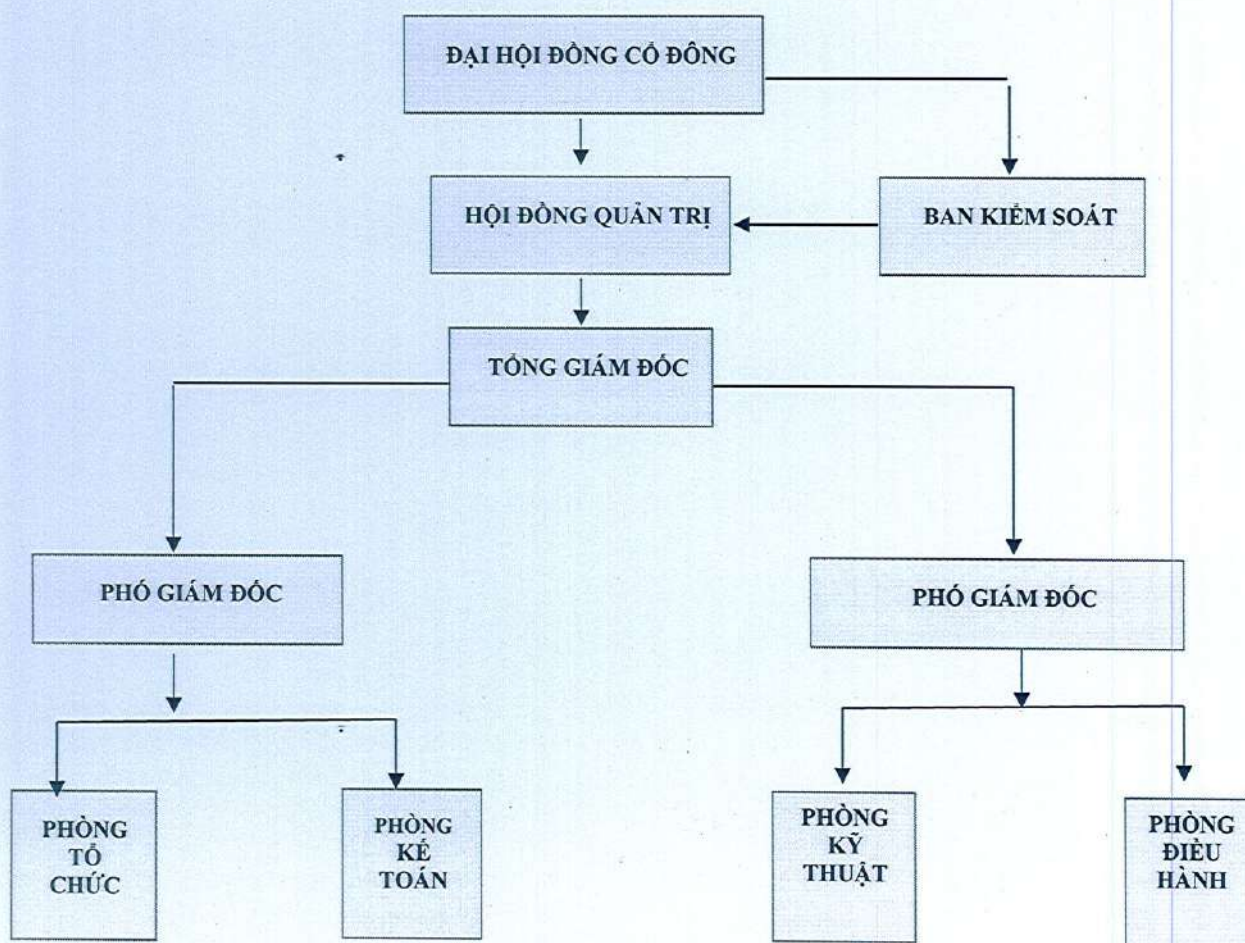 ĐẠI HỘI ĐỒNG CỔ ĐÔNG
HỘI ĐỒNG QUẢN TRỊ
BAN KIỂM SOÁT
TỔNG GIÁM ĐỐC
PHÓ GIÁM ĐỐC
PHÓ GIÁM ĐỐC
PHÒNG
TỔ
CHỨC
PHÒNG
KẾ
TOÁN
PHÒNG
KỸ
THUẬT
PHÒNG
ĐIỀU
HÀNH